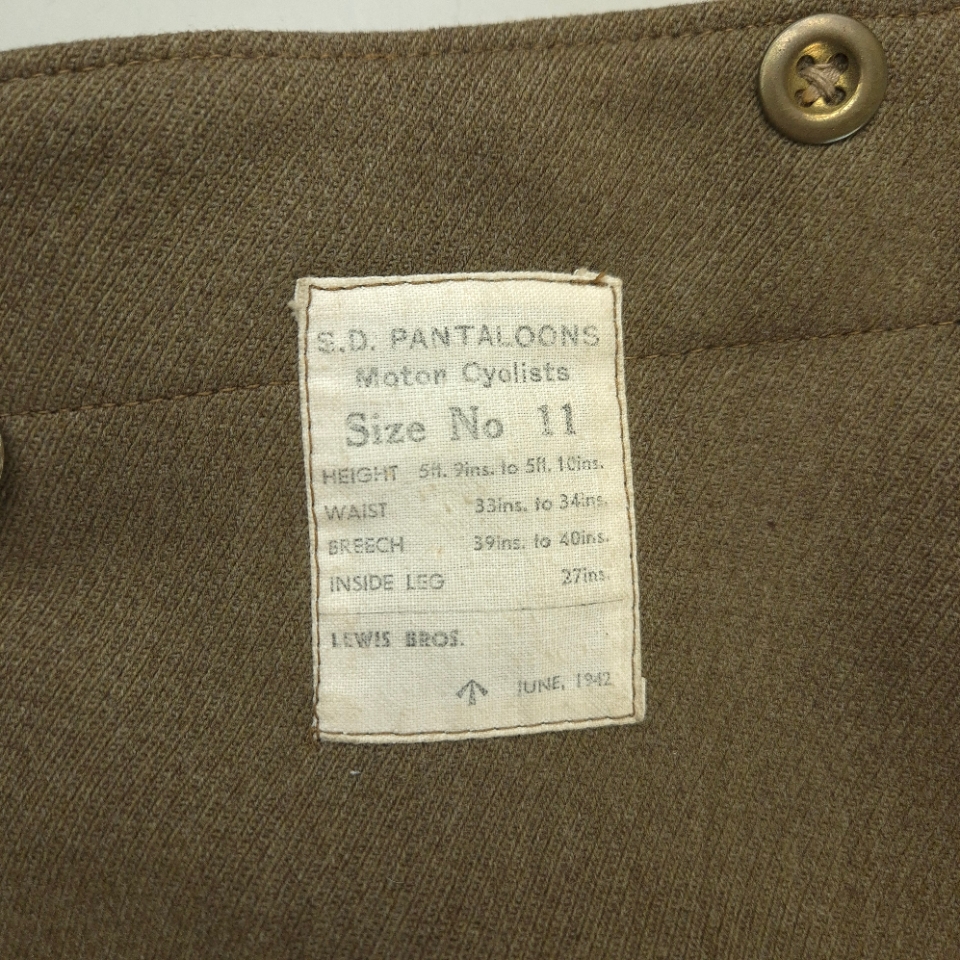 S.D. PANTALOONS
Motor Cyclists
Size No 11
HEIGHT 5ft. 9ins. to 5ft. 10ins.
WAIST 33ins. to 34ins.
BREECH 39ins. to 40ins.
INSIDE LEG 27ins.
LEWIS BROS.
JUNE, 1942